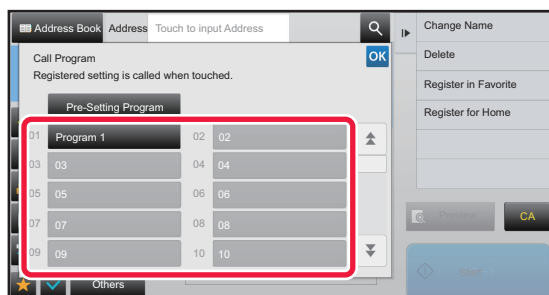 Address Book Address Touch to input Address
Call Program OK
Registered setting is called when touched.
Pre-Setting Program
01 Program 1 02 02
03 03 04 04
05 05 06 06
07 07 08 08
09 09 10 10
Others
Change Name
Delete
Register in Favorite
Register for Home
Preview CA
Start